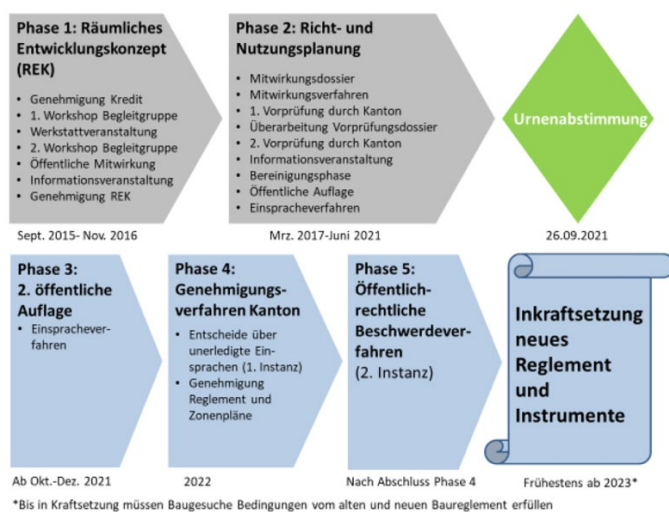 Phase 1: Räumliches
Entwicklungskonzept
(REK)
• Genehmigung Kredit
• 1. Workshop Begleitgruppe
• Werkstattveranstaltung
• 2. Workshop Begleitgruppe
• Öffentliche Mitwirkung
• Informationsveranstaltung
• Genehmigung REK
Sept. 2015- Nov. 2016
Phase 2: Richt- und
Nutzungsplanung
• Mitwirkungsdossier
• Mitwirkungsverfahren
• 1. Vorprüfung durch Kanton
• Überarbeitung Vorprüfungsdossier
• 2. Vorprüfung durch Kanton
• Informationsveranstaltung
• Bereinigungsphase
• Öffentliche Auflage
• Einspracheverfahren
Mrz. 2017-Juni 2021
Urnenabstimmung
26.09.2021
Phase 3:
2. öffentliche
Auflage
• Einsprachever-
fahren
Ab Okt.-Dez. 2021
Phase 4:
Genehmigungs-
verfahren Kanton
• Entscheide über
unerledigte Ein-
sprachen (1. Instanz)
• Genehmigung
Reglement und
Zonenpläne
2022
Phase 5:
Öffentlich-
rechtliche
Beschwerdever-
fahren
(2. Instanz)
Nach Abschluss Phase 4
Inkraftsetzung
neues
Reglement
und
Instrumente
Frühestens ab 2023*
*Bis in Kraftsetzung müssen Baugesuche Bedingungen vom alten und neuen Baureglement erfüllen